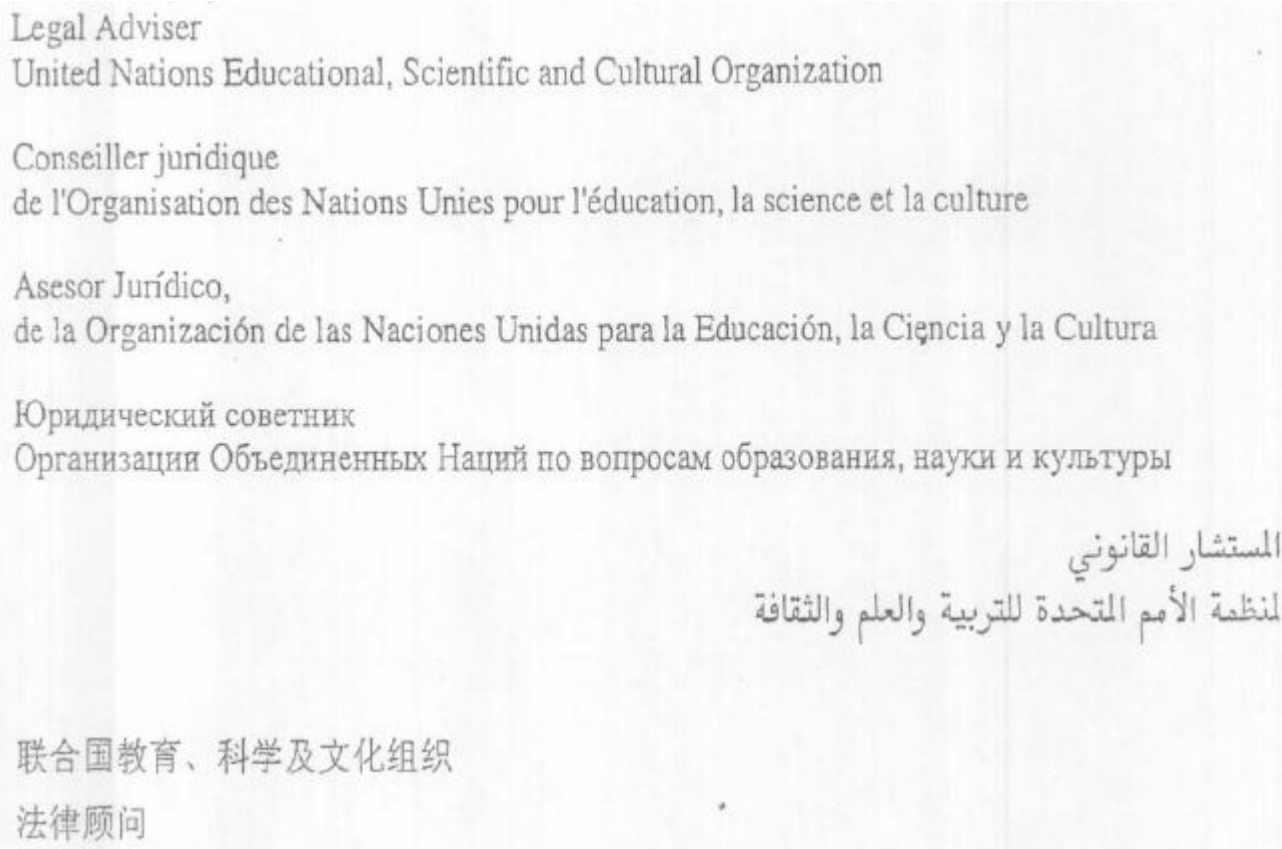 Legal Adviser
United Nations Educational, Scientific and Cultural Organization
Conseiller juridique
de l'Organisation des Nations Unies pour l'éducation, la science et la culture
Asesor Jurídico,
de la Organización de las Naciones Unidas para la Educación, la Ciencia y la Cultura
Юридический советник
Организации Объединенных Наций по вопросам образования, науки и культуры
المستشار القانوني
لمنظمة الأمم المتحدة للتربية والعلم والثقافة
联合国教育、科学及文化组织
法律顾问